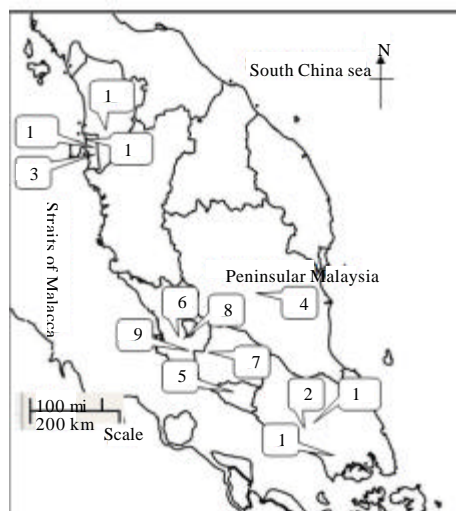 N
South China sea
1
1
1
3
Straits of Malacca
Peninsular Malaysia
6
8
4
9
7
5
2
1
1
100 mi
200 km
Scale